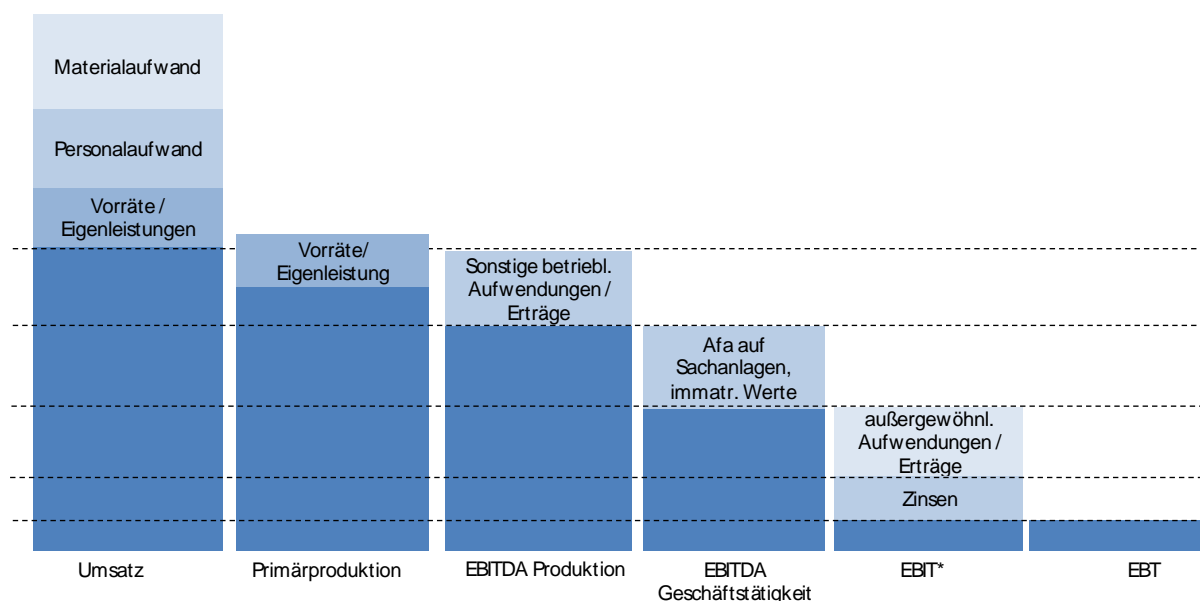 Materialaufwand
Personalaufwand
Vorräte /
Eigenleistungen
Vorräte/
Eigenleistung
Sonstige betriebl.
Aufwendungen /
Erträge
Afa auf
Sachanlagen,
immatr. Werte
außergewöhnl.
Aufwendungen /
Erträge
Zinsen
Umsatz
Primärproduktion
EBITDA Produktion
EBITDA
Geschäftstätigkeit
EBIT*
EBT